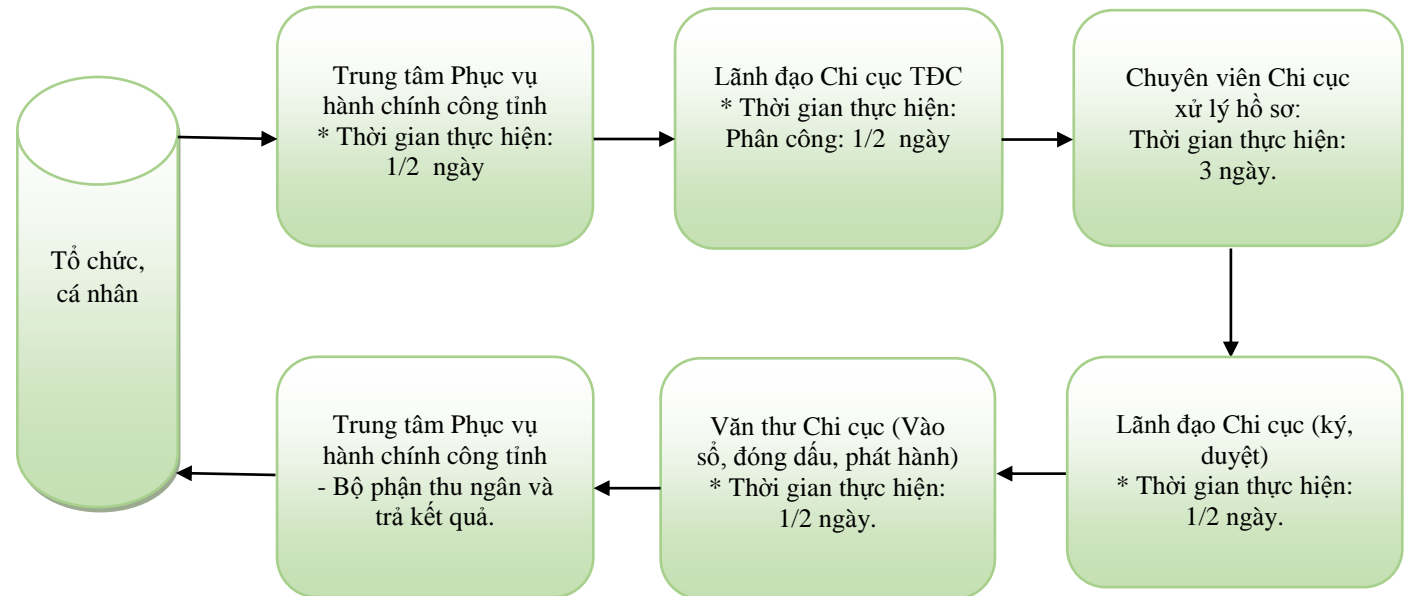 Tổ chức,
cá nhân
Trung tâm Phục vụ
hành chính công tỉnh
* Thời gian thực hiện:
1/2 ngày
Lãnh đạo Chi cục TĐC
* Thời gian thực hiện:
Phân công: 1/2 ngày
Chuyên viên Chi cục
xử lý hồ sơ:
Thời gian thực hiện:
3 ngày.
Lãnh đạo Chi cục (ký,
duyệt)
* Thời gian thực hiện:
1/2 ngày.
Văn thư Chi cục (Vào
sổ, đóng dấu, phát hành)
* Thời gian thực hiện:
1/2 ngày.
Trung tâm Phục vụ
hành chính công tỉnh
- Bộ phận thu ngân và
trả kết quả.